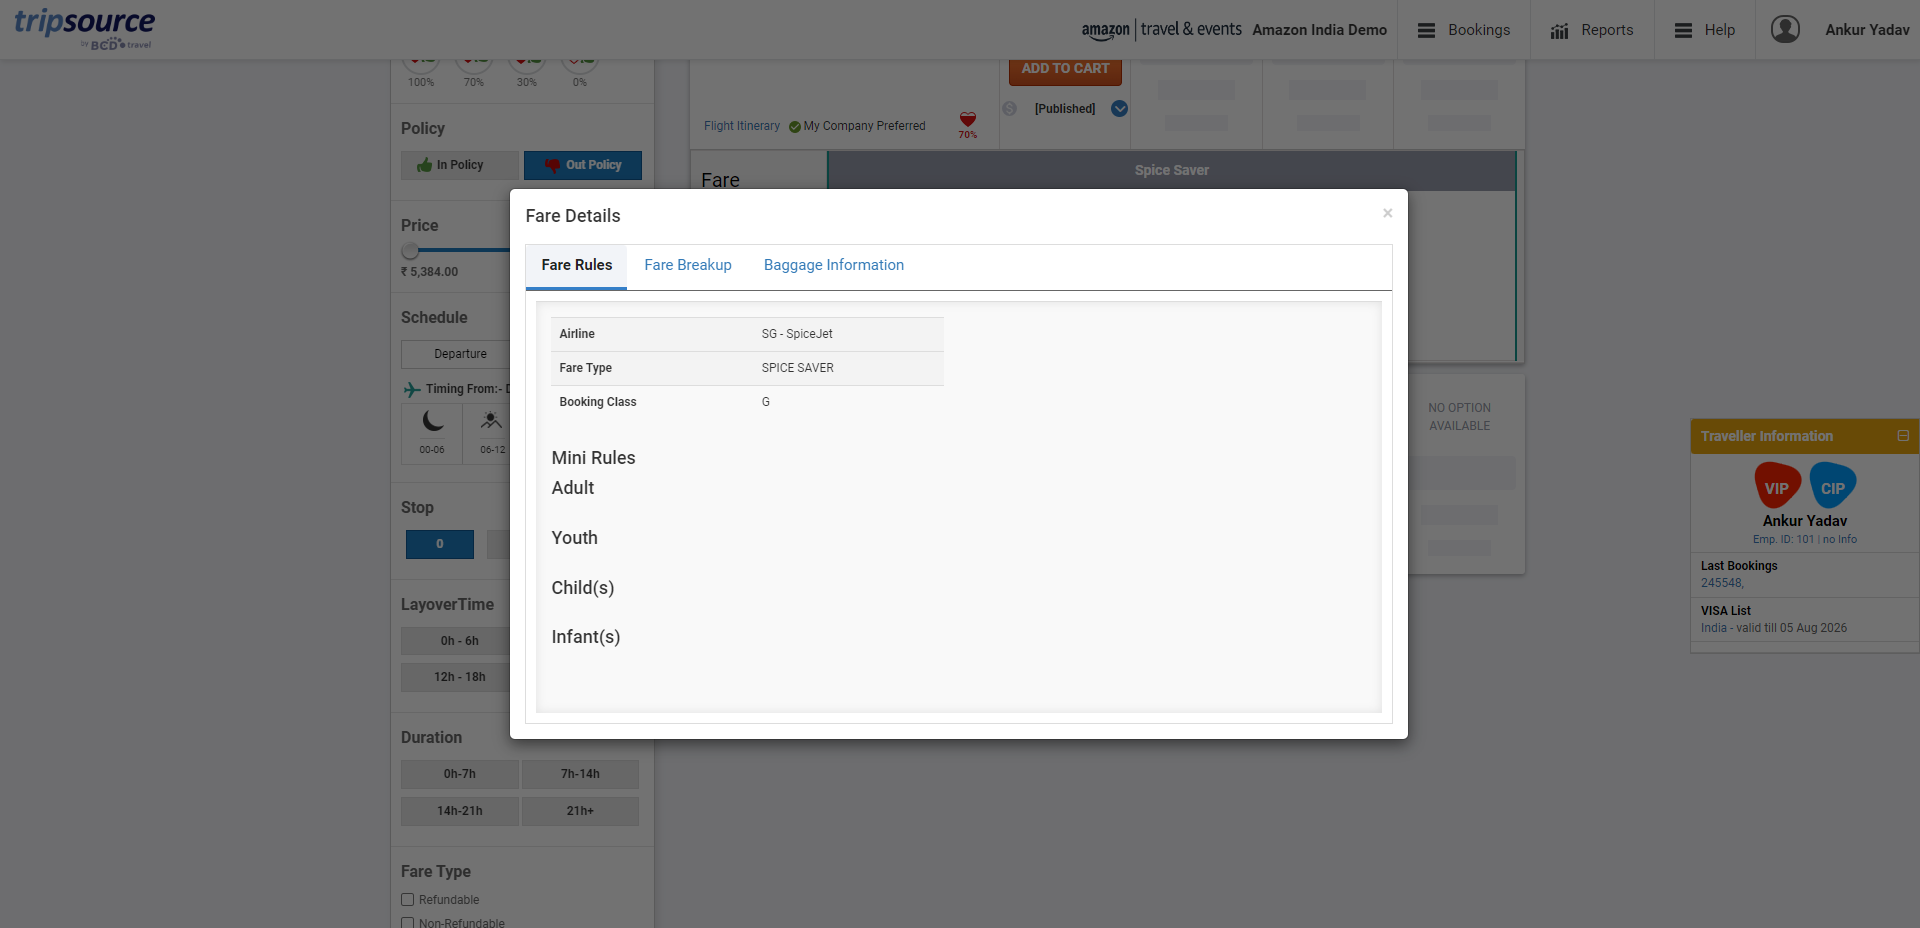 tripsource
by BCD travel
amazon | travel & events
Amazon India Demo
Bookings
Reports
Help
Ankur Yadav
100%
70%
30%
0%
Policy
In Policy
Out Policy
Price
₹ 5,384.00
Schedule
Departure
Timing From:- D
00-06
06-12
Stop
0
LayoverTime
0h - 6h
12h - 18h
Duration
0h-7h
7h-14h
14h-21h
21h+
Fare Type
Refundable
Non-Refundable
ADD TO CART
$
[Published]
Flight Itinerary
My Company Preferred
70%
Fare
Spice Saver
NO OPTION
AVAILABLE
Fare Details
×
Fare Rules
Fare Breakup
Baggage Information
Airline SG - SpiceJet
Fare Type SPICE SAVER
Booking Class G
Mini Rules
Adult
Youth
Child(s)
Infant(s)
Traveller Information
VIP
CIP
Ankur Yadav
Emp. ID: 101 | no Info
Last Bookings
245548,
VISA List
India - valid till 05 Aug 2026